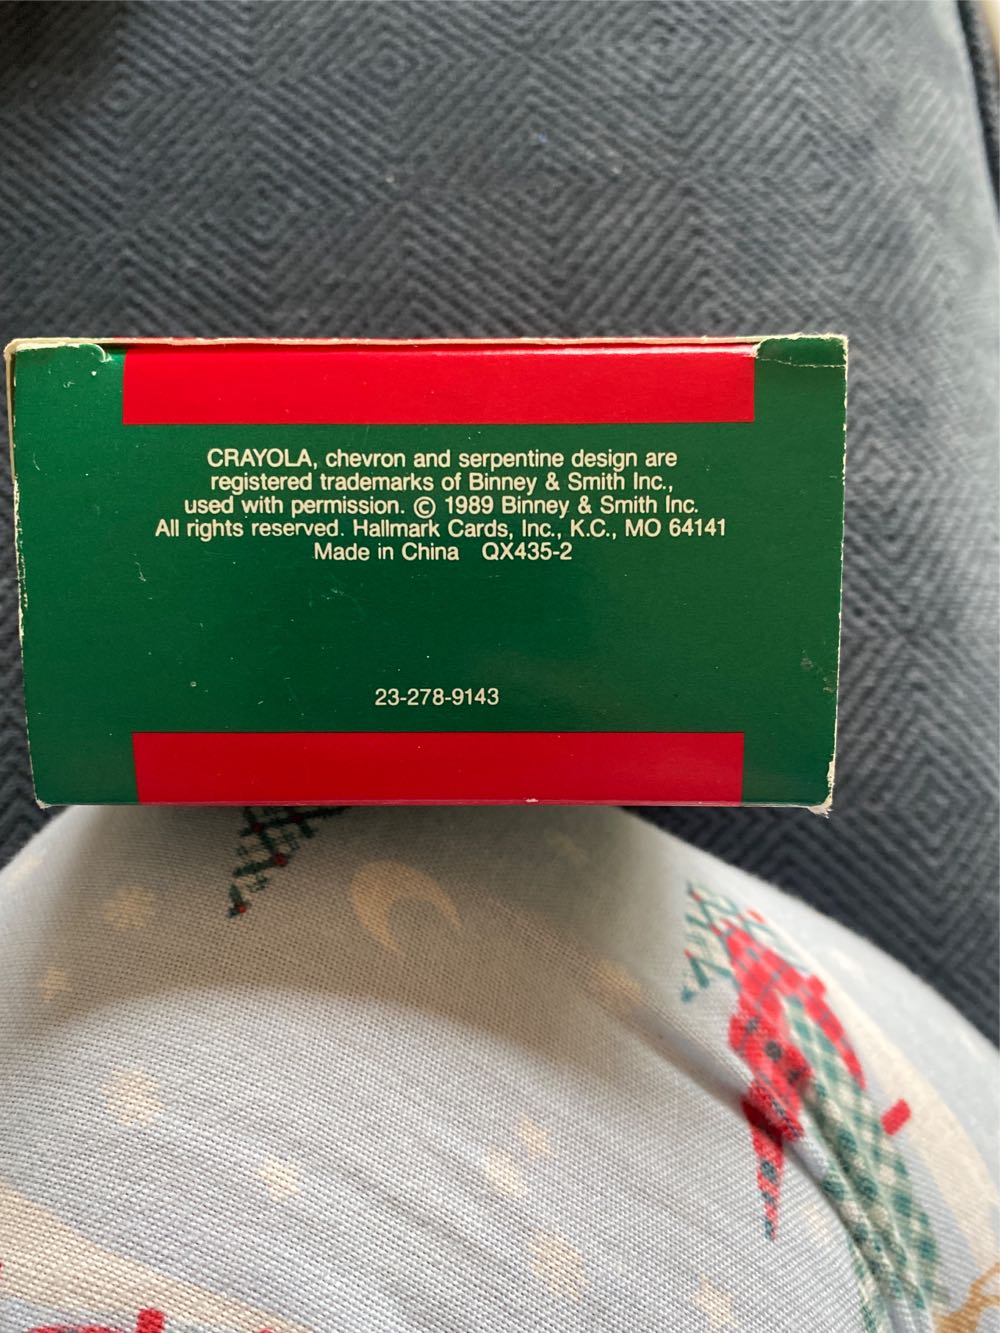 CRAYOLA, chevron and serpentine design are
registered trademarks of Binney & Smith Inc.,
used with permission. © 1989 Binney & Smith Inc.
All rights reserved. Hallmark Cards, Inc., K.C., MO 64141
Made in China QX435-2
23-278-9143